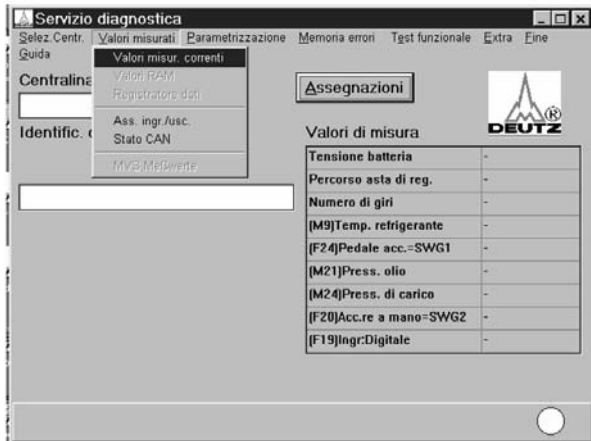 Servizio diagnostica
Selez.Centr. Valori misurati Parametrizzazione Memoria errori Test funzionale Extra Fine
Guida
Valori misur. correnti
Valori RAM
Registratore dati
Ass. ingr./usc.
Stato CAN
MVB-Meßwerte
Centralina
Identific.
Assegnazioni
DEUTZ
®
Valori di misura
Tensione batteria -
Percorso asta di reg. -
Numero di giri -
(M9)Temp. refrigerante -
(F24)Pedale acc.=SWG1 -
(M21)Press. olio -
(M24)Press. di carico -
(F20)Acc.re a mano=SWG2 -
(F19)Ingr:Digitale -